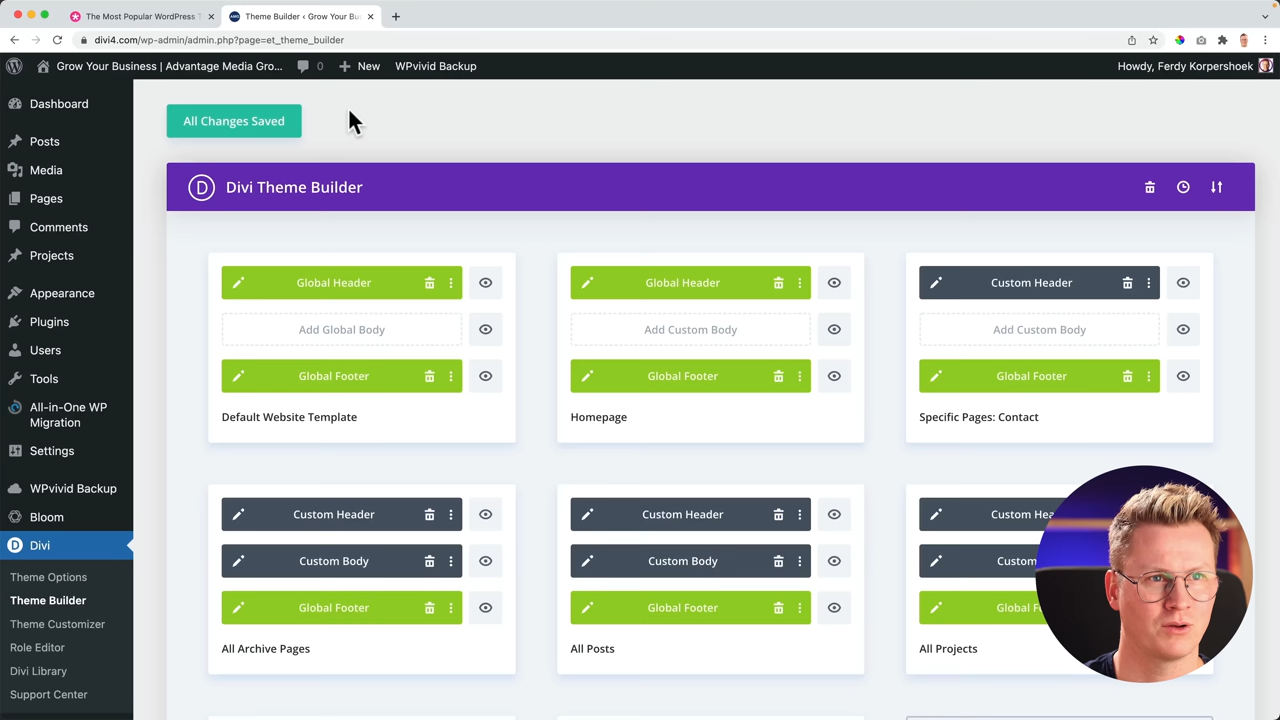 The Most Popular WordPress T
Theme Builder ‹ Grow Your Bus
divi4.com/wp-admin/admin.php?page=et_theme_builder
Grow Your Business | Advantage Media Gro...
0
New
WPvivid Backup
Howdy, Ferdy Korpershoek
Dashboard
Posts
Media
Pages
Comments
Projects
Appearance
Plugins
Users
Tools
All-in-One WP
Migration
Settings
WPvivid Backup
Bloom
Divi
Theme Options
Theme Builder
Theme Customizer
Role Editor
Divi Library
Support Center
All Changes Saved
D Divi Theme Builder
Global Header
Add Global Body
Global Footer
Default Website Template
Global Header
Add Custom Body
Global Footer
Homepage
Custom Header
Add Custom Body
Global Footer
Specific Pages: Contact
Custom Header
Custom Body
Global Footer
All Archive Pages
Custom Header
Custom Body
Global Footer
All Posts
Custom Hea
Custom
Global Fo
All Projects